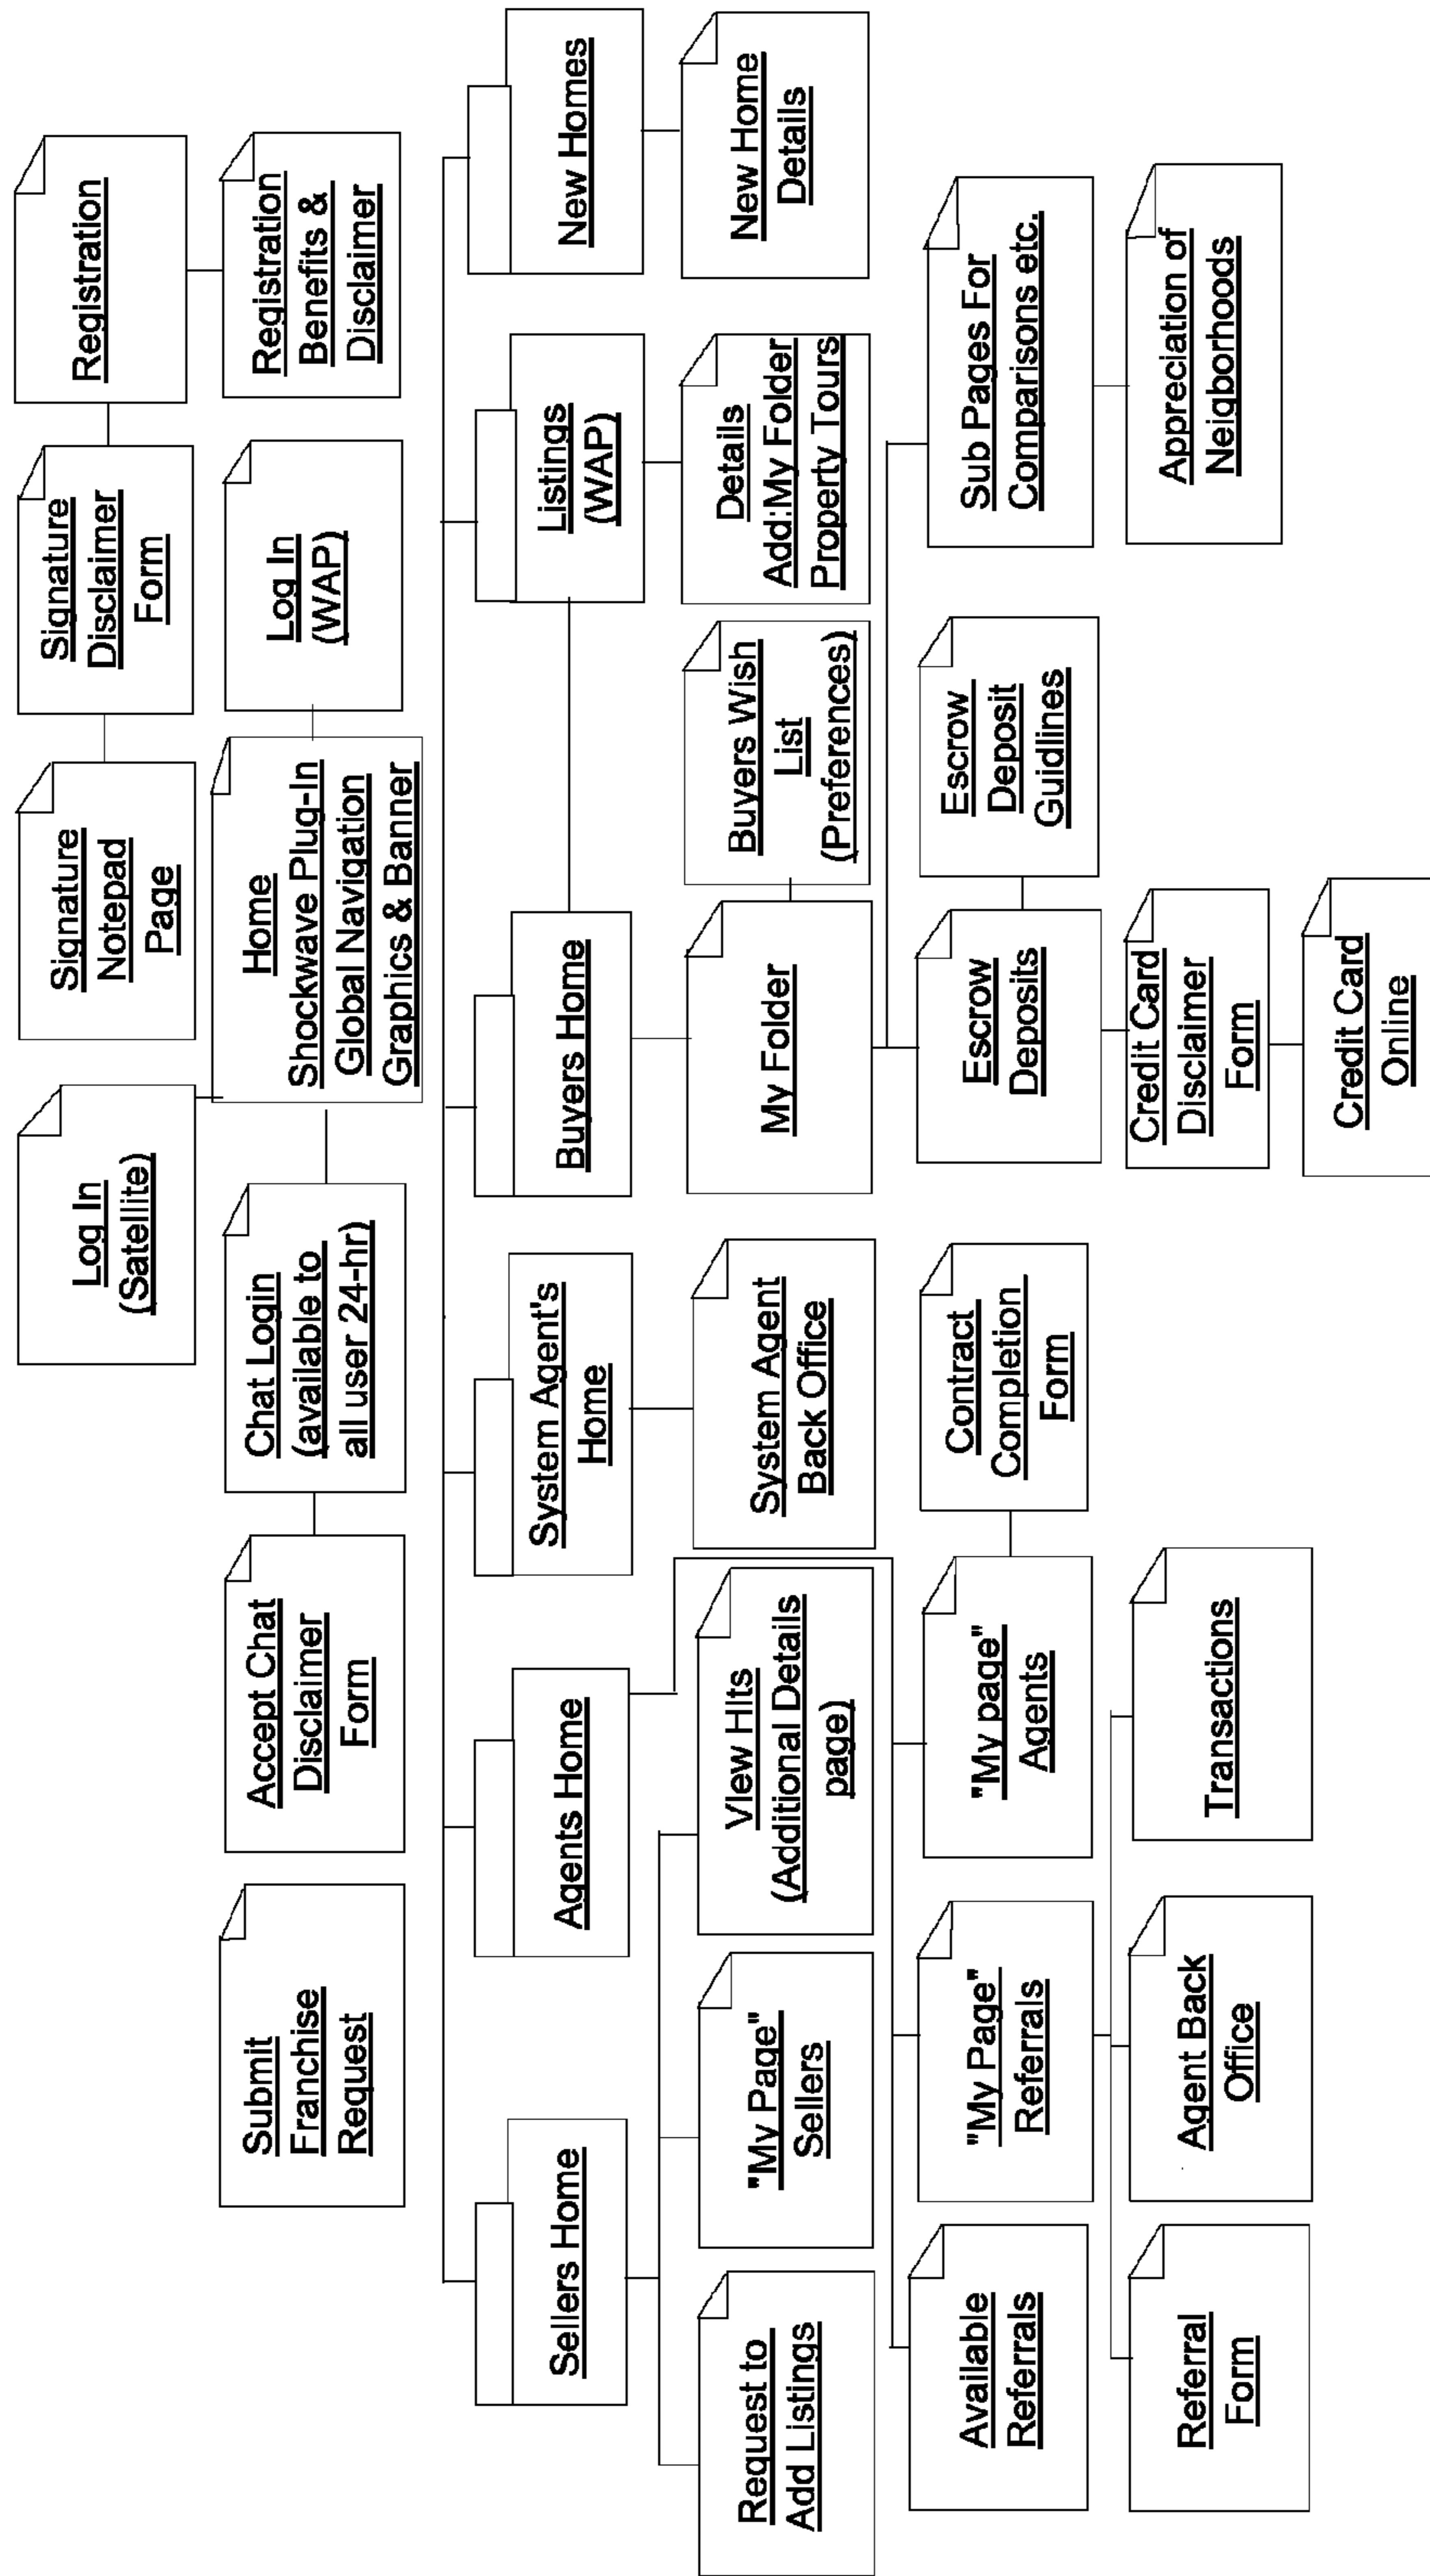 Log In
(Satellite)
Signature
Notepad
Page
Signature
Disclaimer
Form
Registration
Submit
Franchise
Request
Accept Chat
Disclaimer
Form
Chat Login
(available to
all user 24-hr)
Home
Shockwave Plug-In
Global Navigation
Graphics & Banner
Log In
(WAP)
Registration
Benefits &
Disclaimer
Sellers Home
Agents Home
System Agent's
Home
Buyers Home
Listings
(WAP)
New Homes
Request to
Add Listings
"My Page"
Sellers
View HIts
(Additional Details
page)
System Agent
Back Office
My Folder
Buyers Wish
List
(Preferences)
Details
Add:My Folder
Property Tours
New Home
Details
Available
Referrals
"My Page"
Referrals
"My page"
Agents
Contract
Completion
Form
Escrow
Deposits
Escrow
Deposit
Guidlines
Sub Pages For
Comparisons etc.
Referral
Form
Agent Back
Office
Transactions
Credit Card
Disclaimer
Form
Appreciation of
Neigborhoods
Credit Card
Online